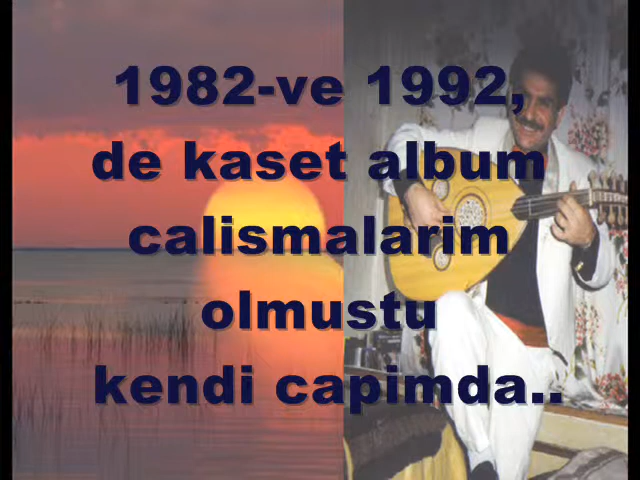 1982-ve 1992,
de kaset album
calismalarim
olmustu
kendi capimda..